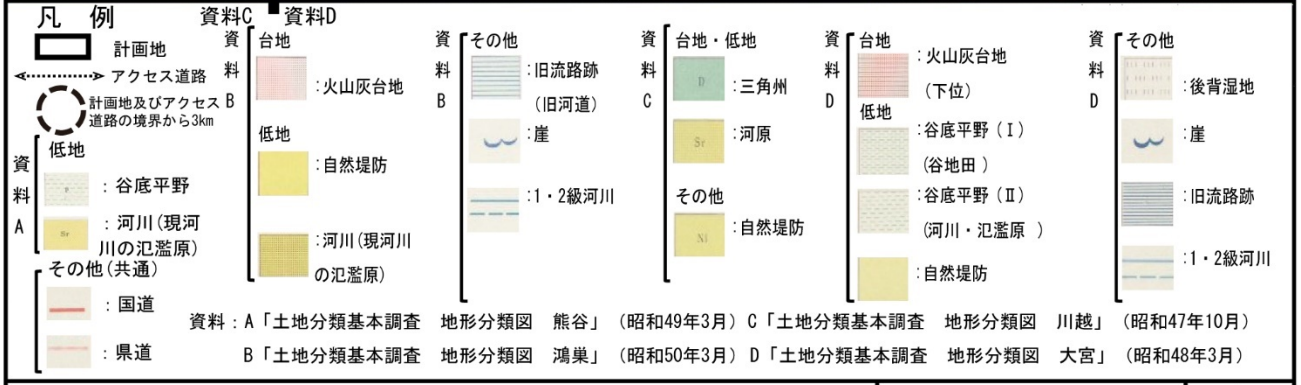 凡 例
資料C 資料D
計画地
アクセス道路
計画地及びアクセス
道路の境界から3km
資料A
低地
P
：谷底平野
Sr
：河川(現河
川の氾濫原)
その他(共通)
：国道
：県道
資料B
台地
:火山灰台地
低地
:自然堤防
:河川(現河川
の氾濫原)
資料B
その他
:旧流路跡
(旧河道)
:崖
:1・2級河川
資料C
台地・低地
D
:三角州
Sr
:河原
その他
Nl
:自然堤防
資料D
台地
:火山灰台地
(下位)
低地
:谷底平野(Ⅰ)
(谷地田)
:谷底平野(Ⅱ)
(河川・氾濫原)
:自然堤防
資料D
その他
:後背湿地
:崖
:旧流路跡
:1・2級河川
資料：A「土地分類基本調査 地形分類図 熊谷」(昭和49年3月) C「土地分類基本調査 地形分類図 川越」(昭和47年10月)
B「土地分類基本調査 地形分類図 鴻巣」(昭和50年3月) D「土地分類基本調査 地形分類図 大宮」(昭和48年3月)